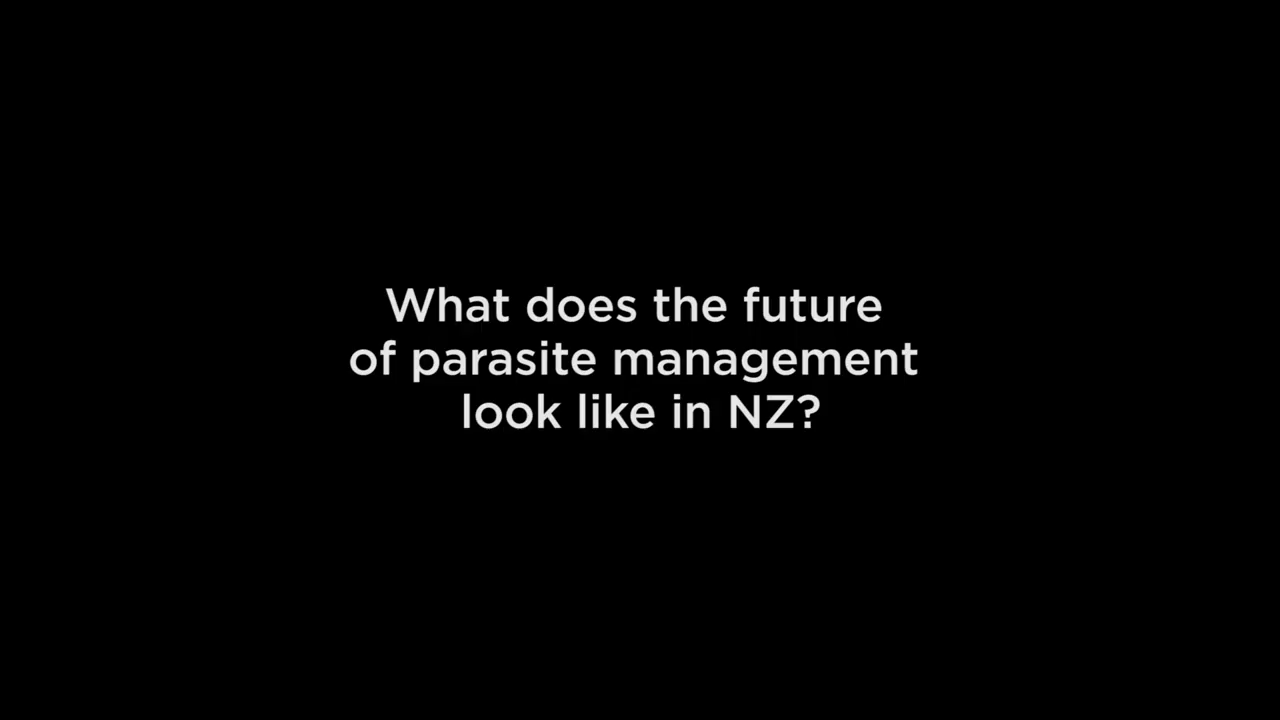 What does the future
of parasite management
look like in NZ?